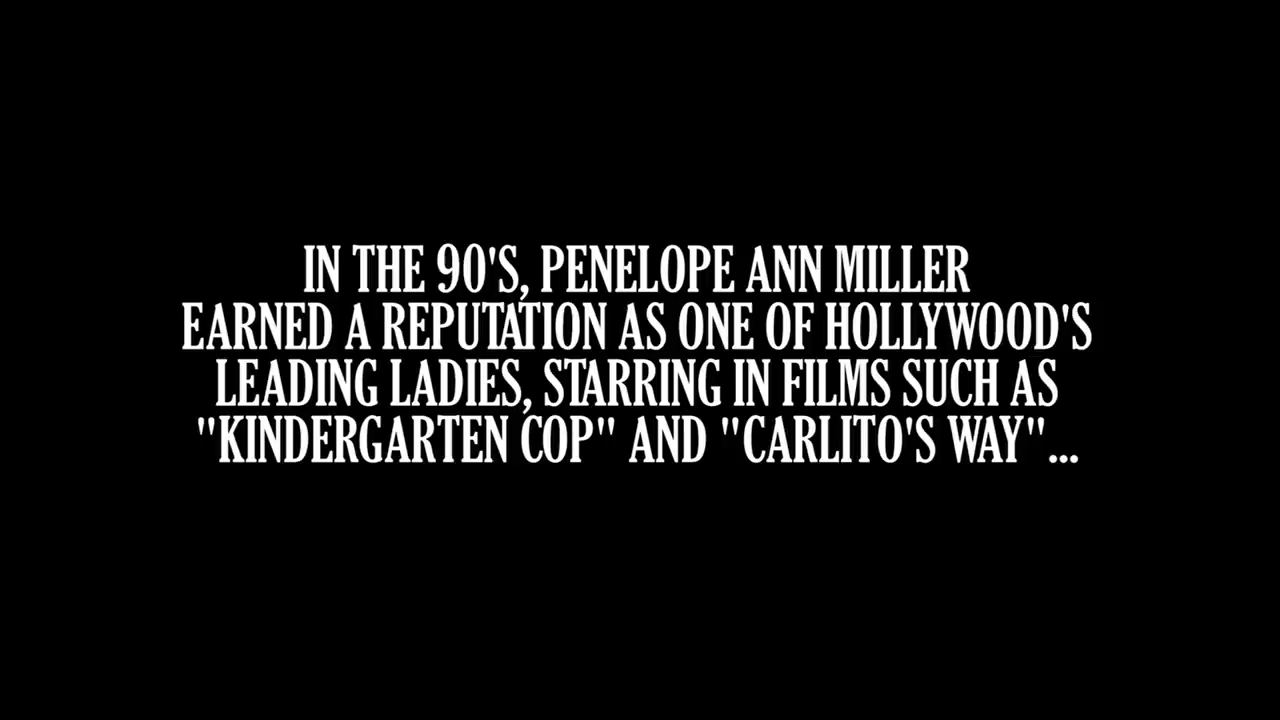 IN THE 90'S, PENELOPE ANN MILLER
EARNED A REPUTATION AS ONE OF HOLLYWOOD'S
LEADING LADIES, STARRING IN FILMS SUCH AS
"KINDERGARTEN COP" AND "CARLITO'S WAY"...